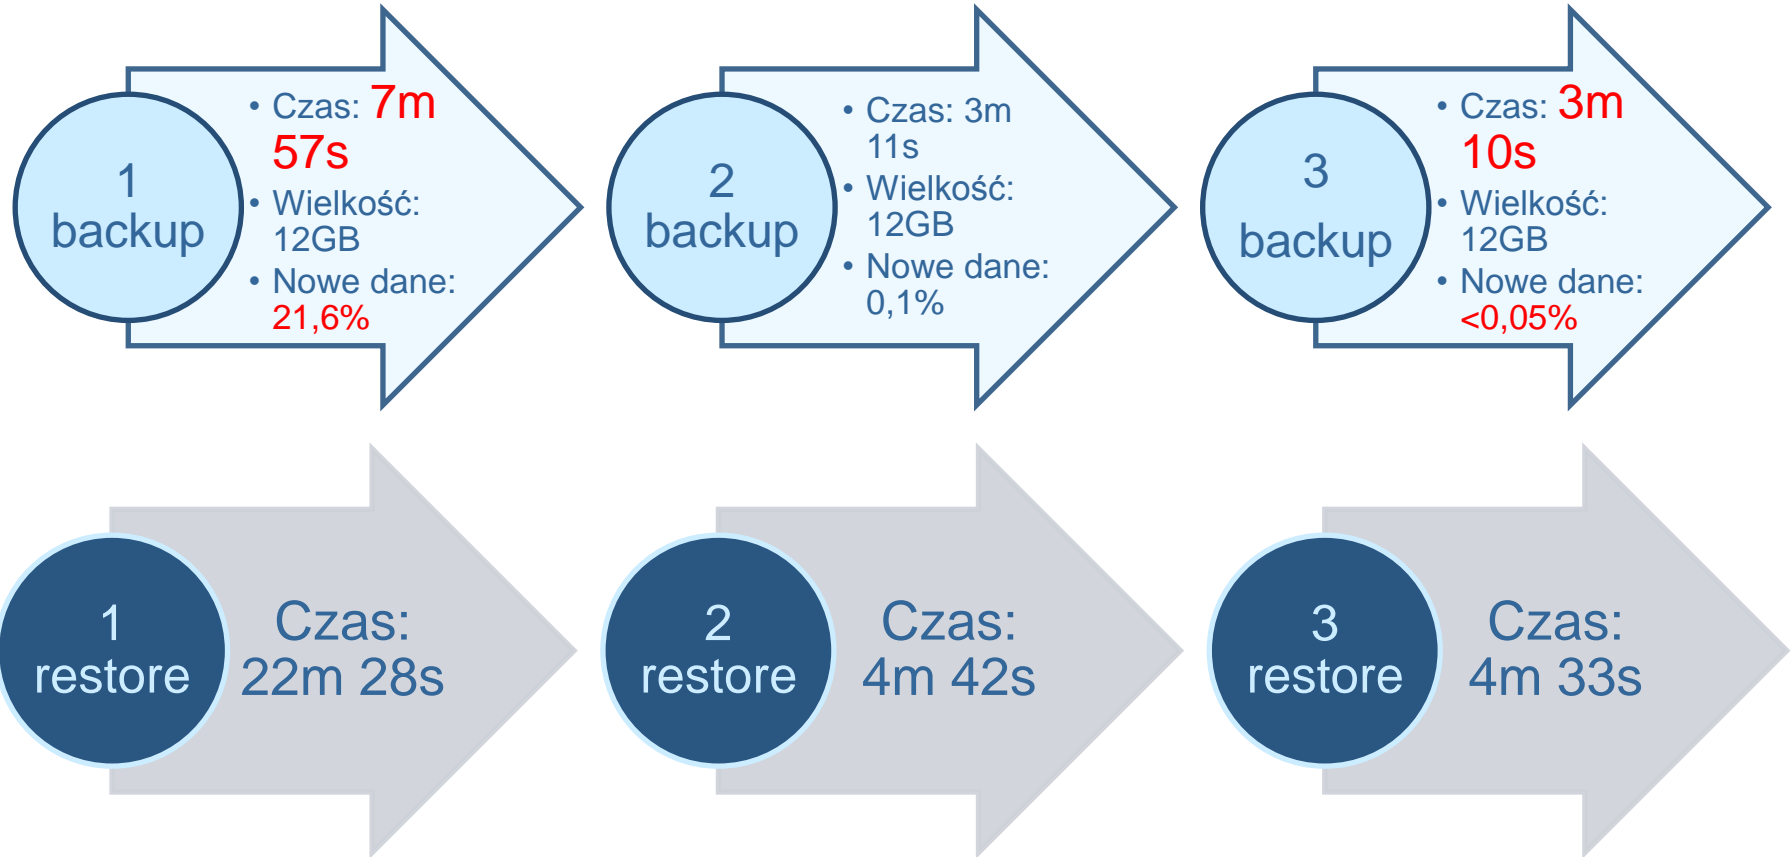 1
backup
• Czas: 7m
57s
• Wielkość:
12GB
• Nowe dane:
21,6%
2
backup
• Czas: 3m
11s
• Wielkość:
12GB
• Nowe dane:
0,1%
3
backup
• Czas: 3m
10s
• Wielkość:
12GB
• Nowe dane:
<0,05%
1
restore
Czas:
22m 28s
2
restore
Czas:
4m 42s
3
restore
Czas:
4m 33s